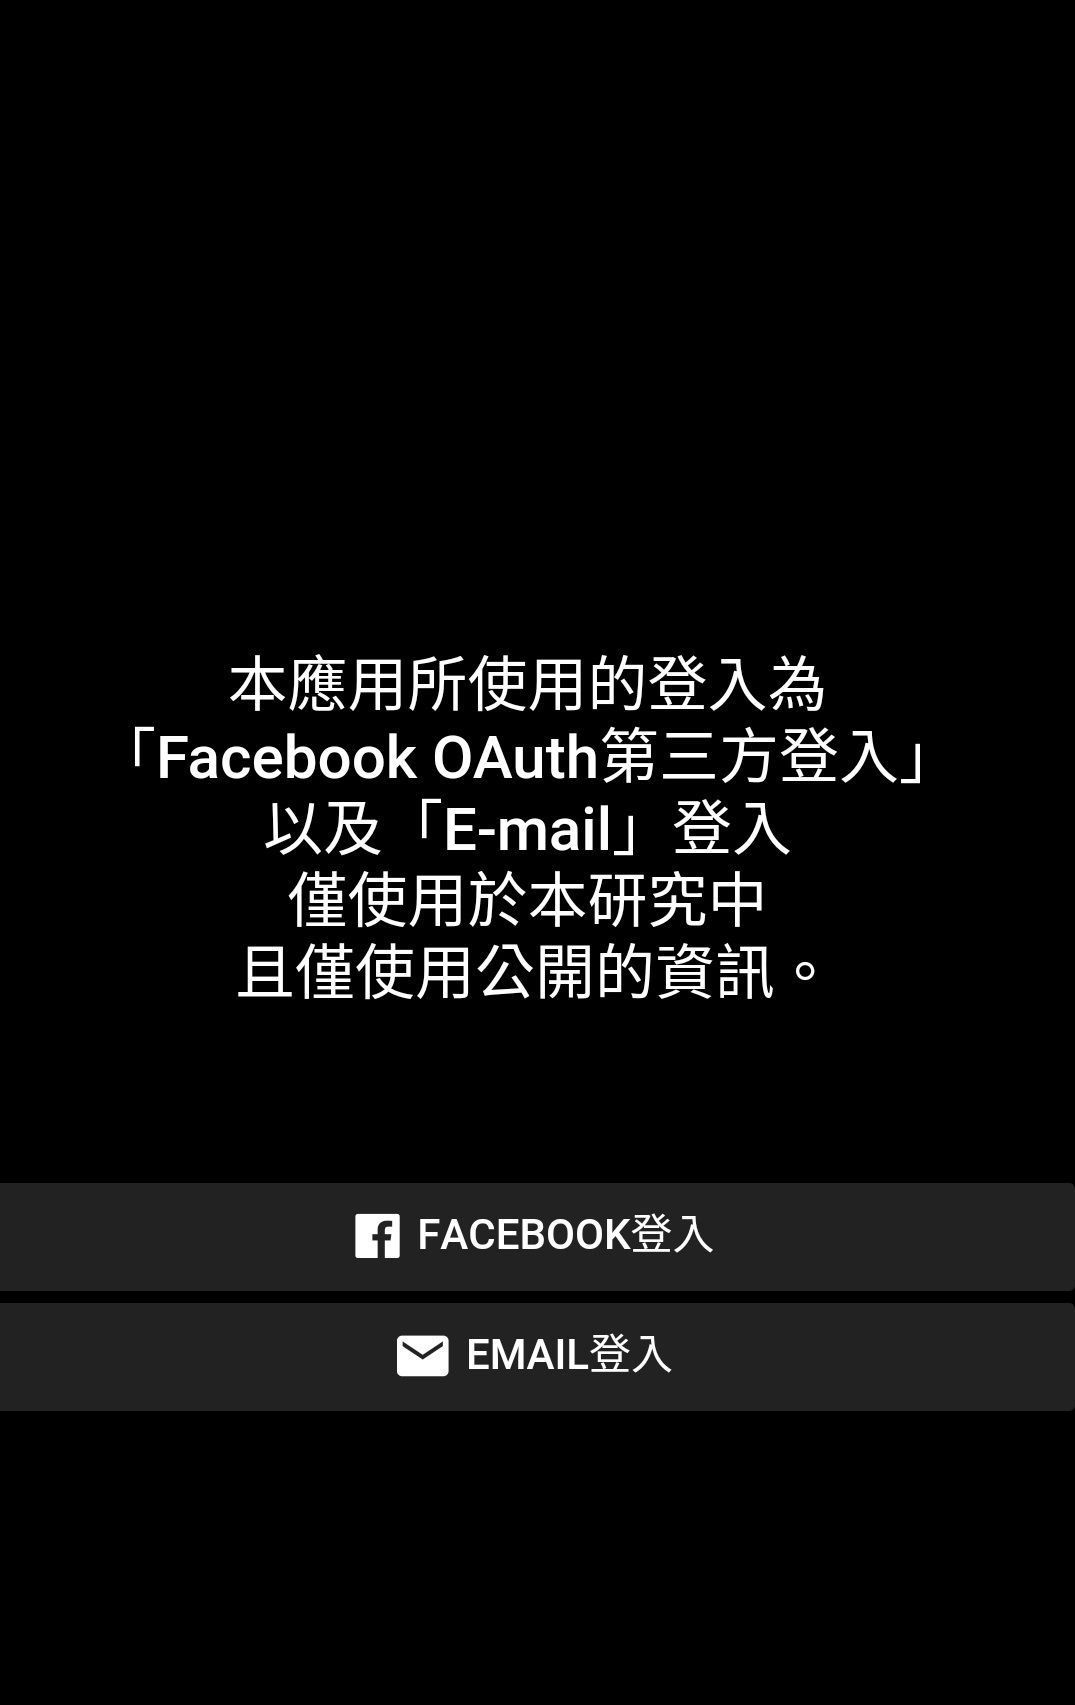 本應用所使用的登入為
「Facebook OAuth第三方登入」
以及「E-mail」登入
僅使用於本研究中
且僅使用公開的資訊。
FACEBOOK登入
EMAIL登入